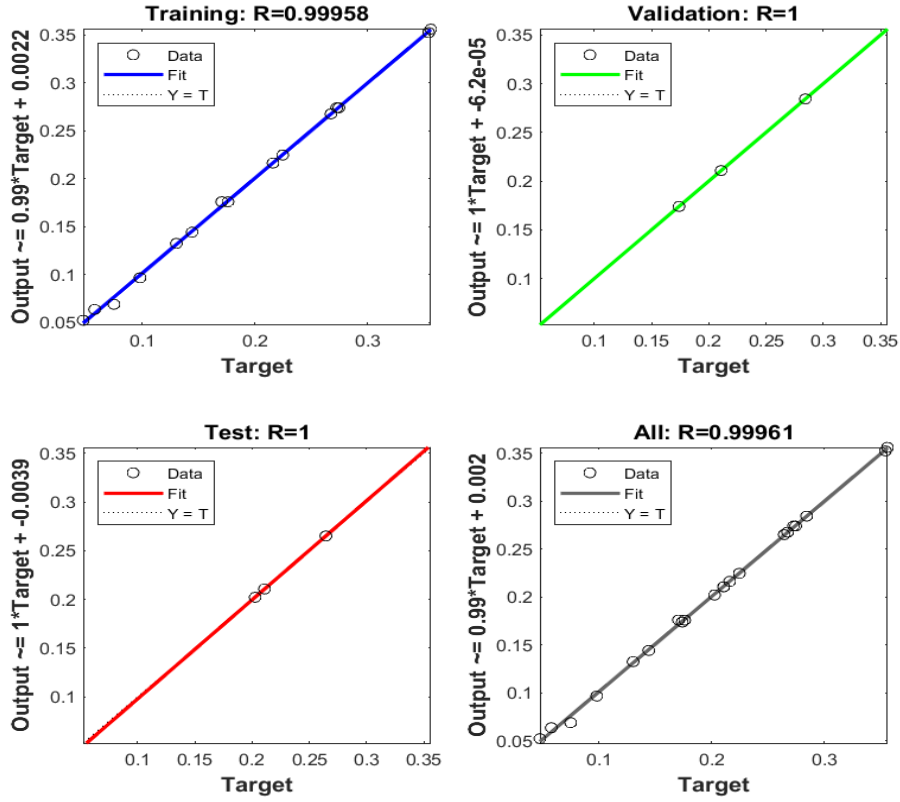 Training: R=0.99958
Output ~= 0.99*Target + 0.0022
0.35
0.3
0.25
0.2
0.15
0.1
0.05
Data
Fit
Y = T
0.1
0.2
0.3
Target
Validation: R=1
Output ~= 1*Target + -6.2e-05
0.35
0.3
0.25
0.2
0.15
0.1
Data
Fit
Y = T
0.1
0.15
0.2
0.25
0.3
0.35
Target
Test: R=1
Output ~= 1*Target + -0.0039
0.35
0.3
0.25
0.2
0.15
0.1
Data
Fit
Y = T
0.1
0.15
0.2
0.25
0.3
0.35
Target
All: R=0.99961
Output ~= 0.99*Target + 0.002
0.35
0.3
0.25
0.2
0.15
0.1
0.05
Data
Fit
Y = T
0.1
0.2
0.3
Target